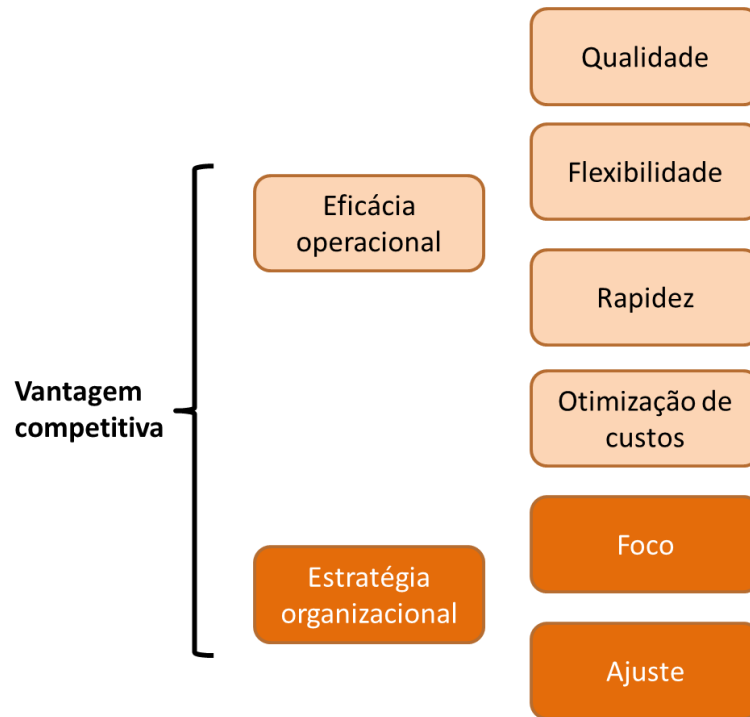 Vantagem
competitiva
Eficácia
operacional
Qualidade
Flexibilidade
Rapidez
Otimização de
custos
Estratégia
organizacional
Foco
Ajuste